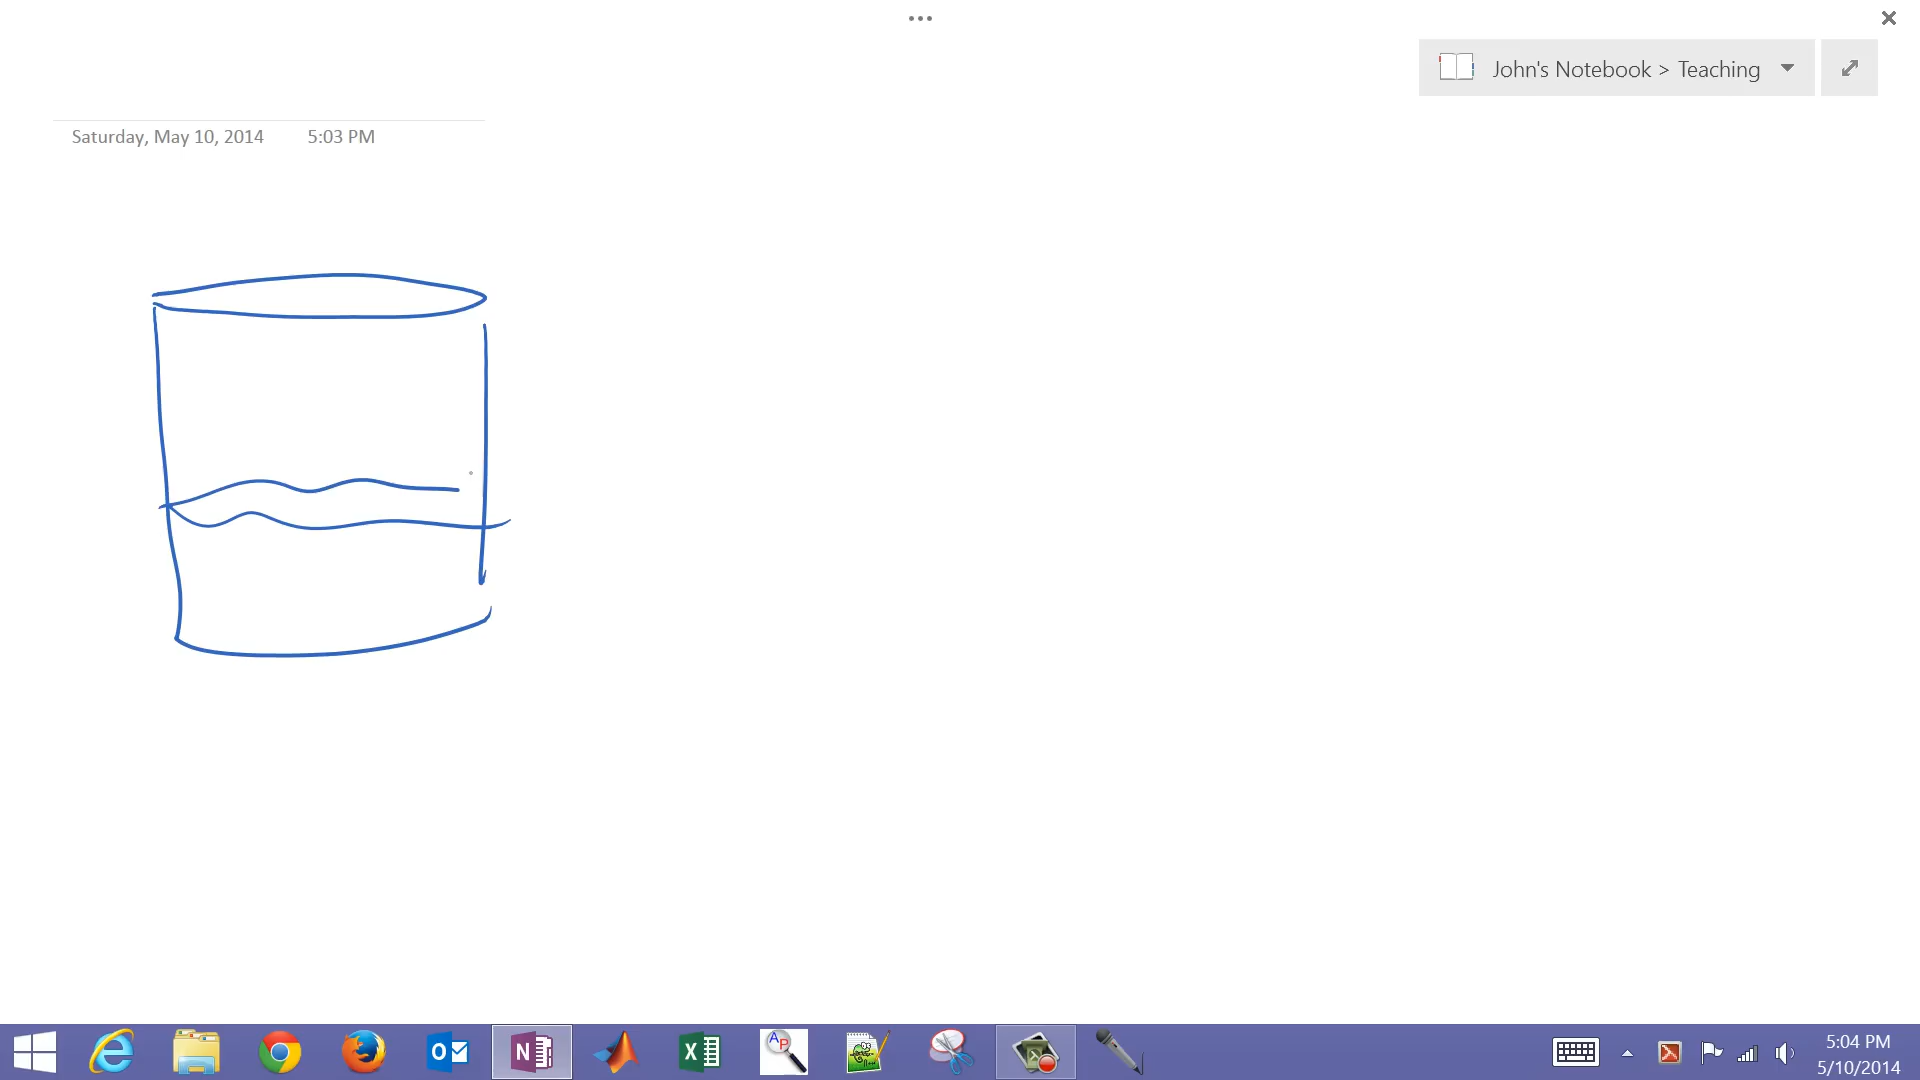 John's Notebook > Teaching
Saturday, May 10, 2014 5:03 PM
5:04 PM
5/10/2014